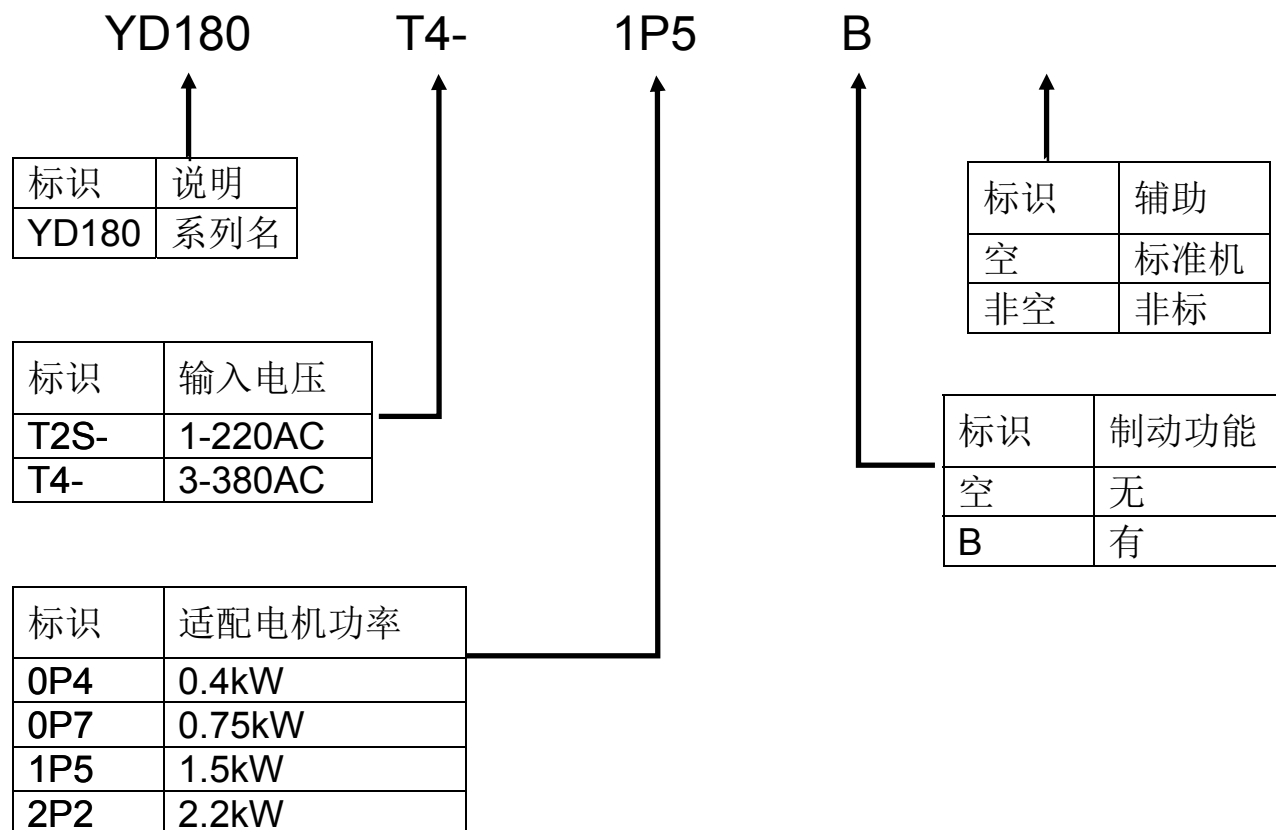 YD180 T4- 1P5 B
标识 说明
YD180 系列名
标识 辅助
空 标准机
非空 非标
标识 输入电压
T2S- 1-220AC
T4- 3-380AC
标识 制动功能
空 无
B 有
标识 适配电机功率
0P4 0.4kW
0P7 0.75kW
1P5 1.5kW
2P2 2.2kW